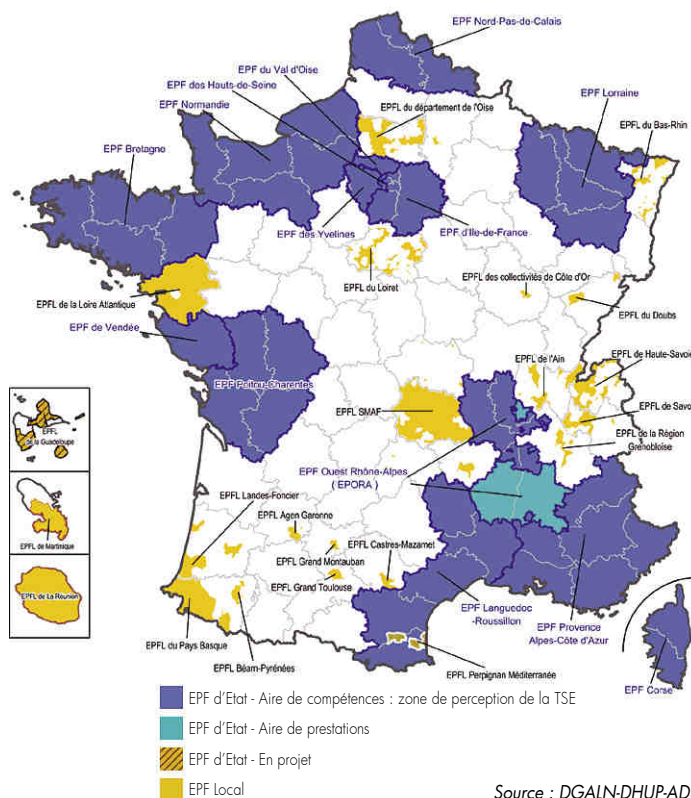 EPF Nord-Pas-de-Calais
EPF du Val d'Oise
EPF des Hauts-de-Seine
EPF Normandie
EPFL du département de l'Oise
EPF Lorraine
EPFL du Bas-Rhin
EPF Bretagne
EPF des Yvelines
EPF d'Ile-de-France
EPFL du Loiret
EPFL des collectivités de Côte d'Or
EPFL de la Loire Atlantique
EPFL du Doubs
EPF de Vendée
EPFL de l'Ain
EPFL de Haute-Savoie
EPF Poitou-Charentes
EPFL SMAF
EPFL de Savo
EPFL de la Région
Grenobloise
EPFL
de la Guadeloupe
EPF Ouest Rhône-Alpes
( EPORA )
EPFL Landes-Foncier
EPFL Agen Garonne
EPFL de Martinique
EPFL Grand Montauban
EPFL Castres-Mazamet
EPFL Grand Toulouse
EPFL de La Réunion
EPF Languedoc
-Roussillon
EPF Provence
Alpes-Côte d'Azur
EPFL du Pays Basque
EPFL Béarn-Pyrénées
EPFL Perpignan Méditerranée
EPF Corse
EPF d'Etat - Aire de compétences : zone de perception de la TSE
EPF d'Etat - Aire de prestations
EPF d'Etat - En projet
EPF Local
Source : DGALN-DHUP-AD